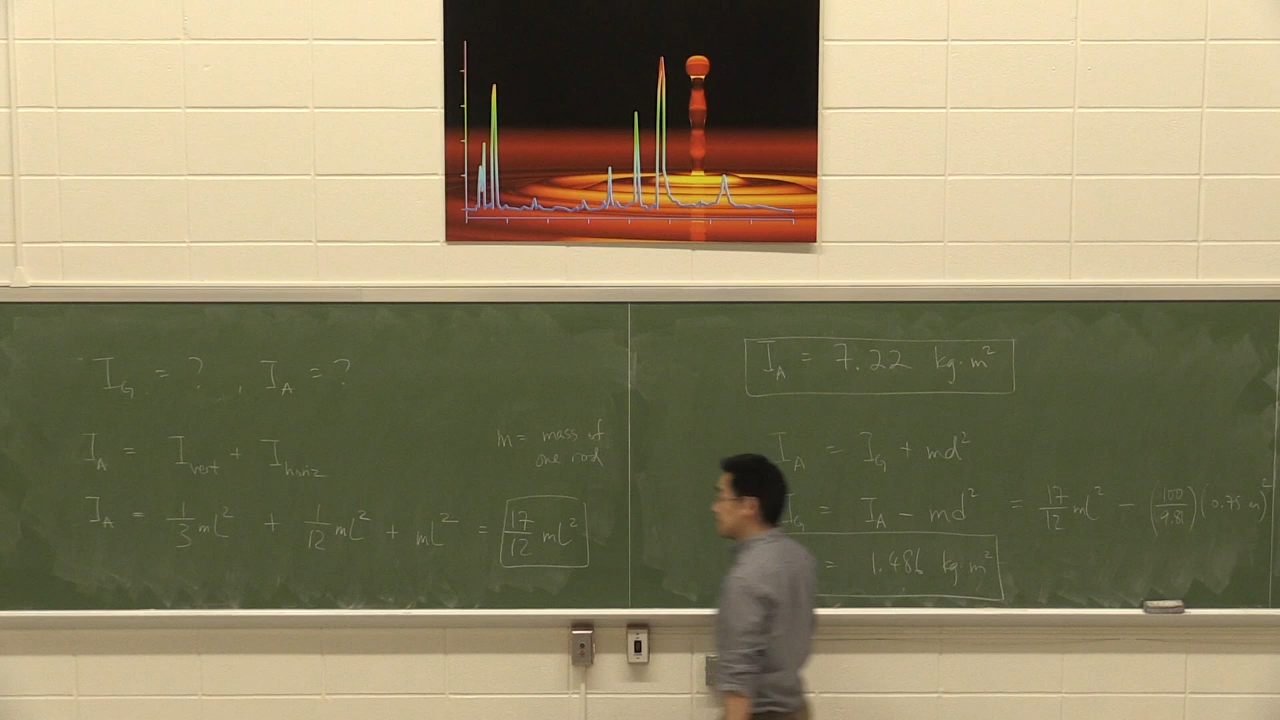 I_G = ? , I_A = ?
I_A = I_vert + I_horiz
m = mass of
one rod
I_A = 1/3 ml² + 1/12 ml² + ml² = 17/12 ml²
I_A = 7.22 kg·m²
I_A = I_G + md²
I_G = I_A - md² = 17/12 ml² - (100/9.81)(0.75 m)²
= 1.486 kg·m²